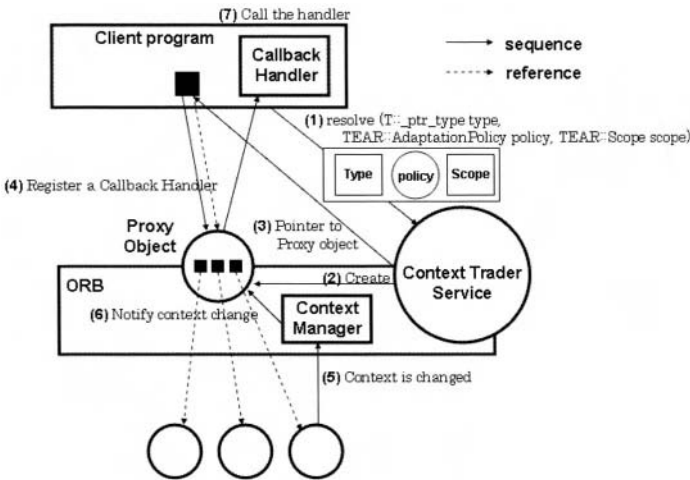 (7) Call the handler
Client program
Callback
Handler
sequence
reference
(1) resolve (T::_ptr_type type,
TEAR::AdaptationPolicy policy, TEAR::Scope scope)
Type
policy
Scope
(4) Register a Callback Handler
(3) Pointer to
Proxy object
Proxy
Object
(2) Create
Context Trader
Service
ORB
(6) Notify context change
Context
Manager
(5) Context is changed